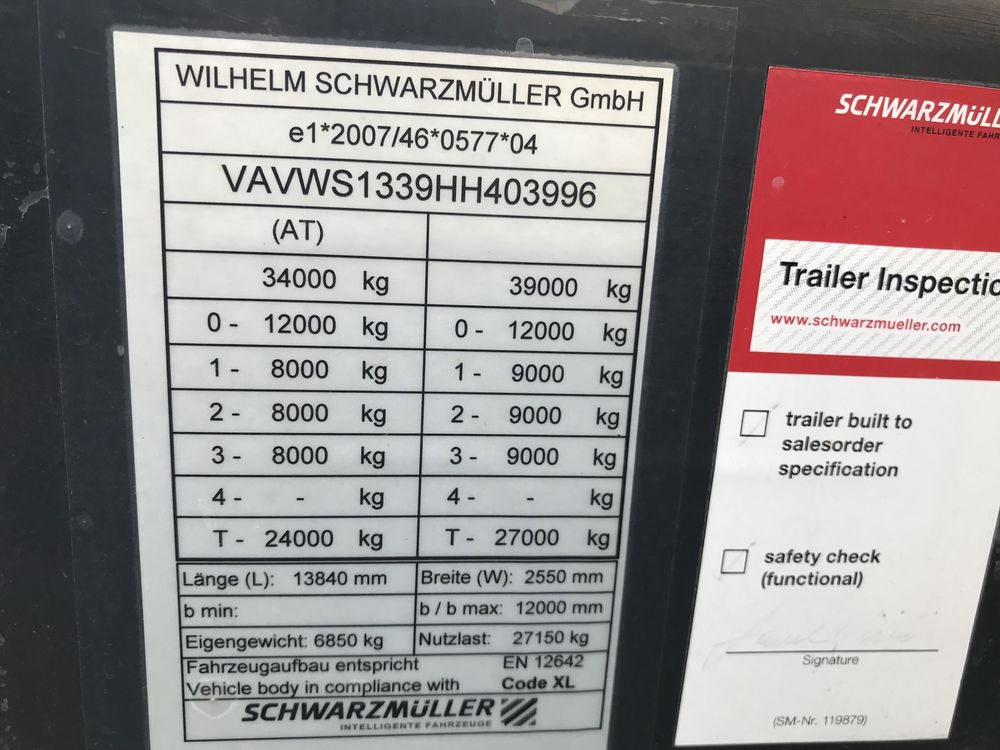 WILHELM SCHWARZMÜLLER GmbH
e1*2007/46*0577*04
VAVWS1339HH403996
(AT)
34000 kg 39000 kg
0 - 12000 kg 0 - 12000 kg
1 - 8000 kg 1 - 9000 kg
2 - 8000 kg 2 - 9000 kg
3 - 8000 kg 3 - 9000 kg
4 - - kg 4 - - kg
T - 24000 kg T - 27000 kg
Länge (L): 13840 mm Breite (W): 2550 mm
b min: b / b max: 12000 mm
Eigengewicht: 6850 kg Nutzlast: 27150 kg
Fahrzeugaufbau entspricht EN 12642
Vehicle body in compliance with Code XL
SCHWARZMÜLLER
INTELLIGENTE FAHRZEUGE
SCHWARZMÜLL
INTELLIGENTE FAHR
Trailer Inspectio
www.schwarzmueller.com
trailer built to
salesorder
specification
safety check
(functional)
Signature
(SM-Nr. 119879)